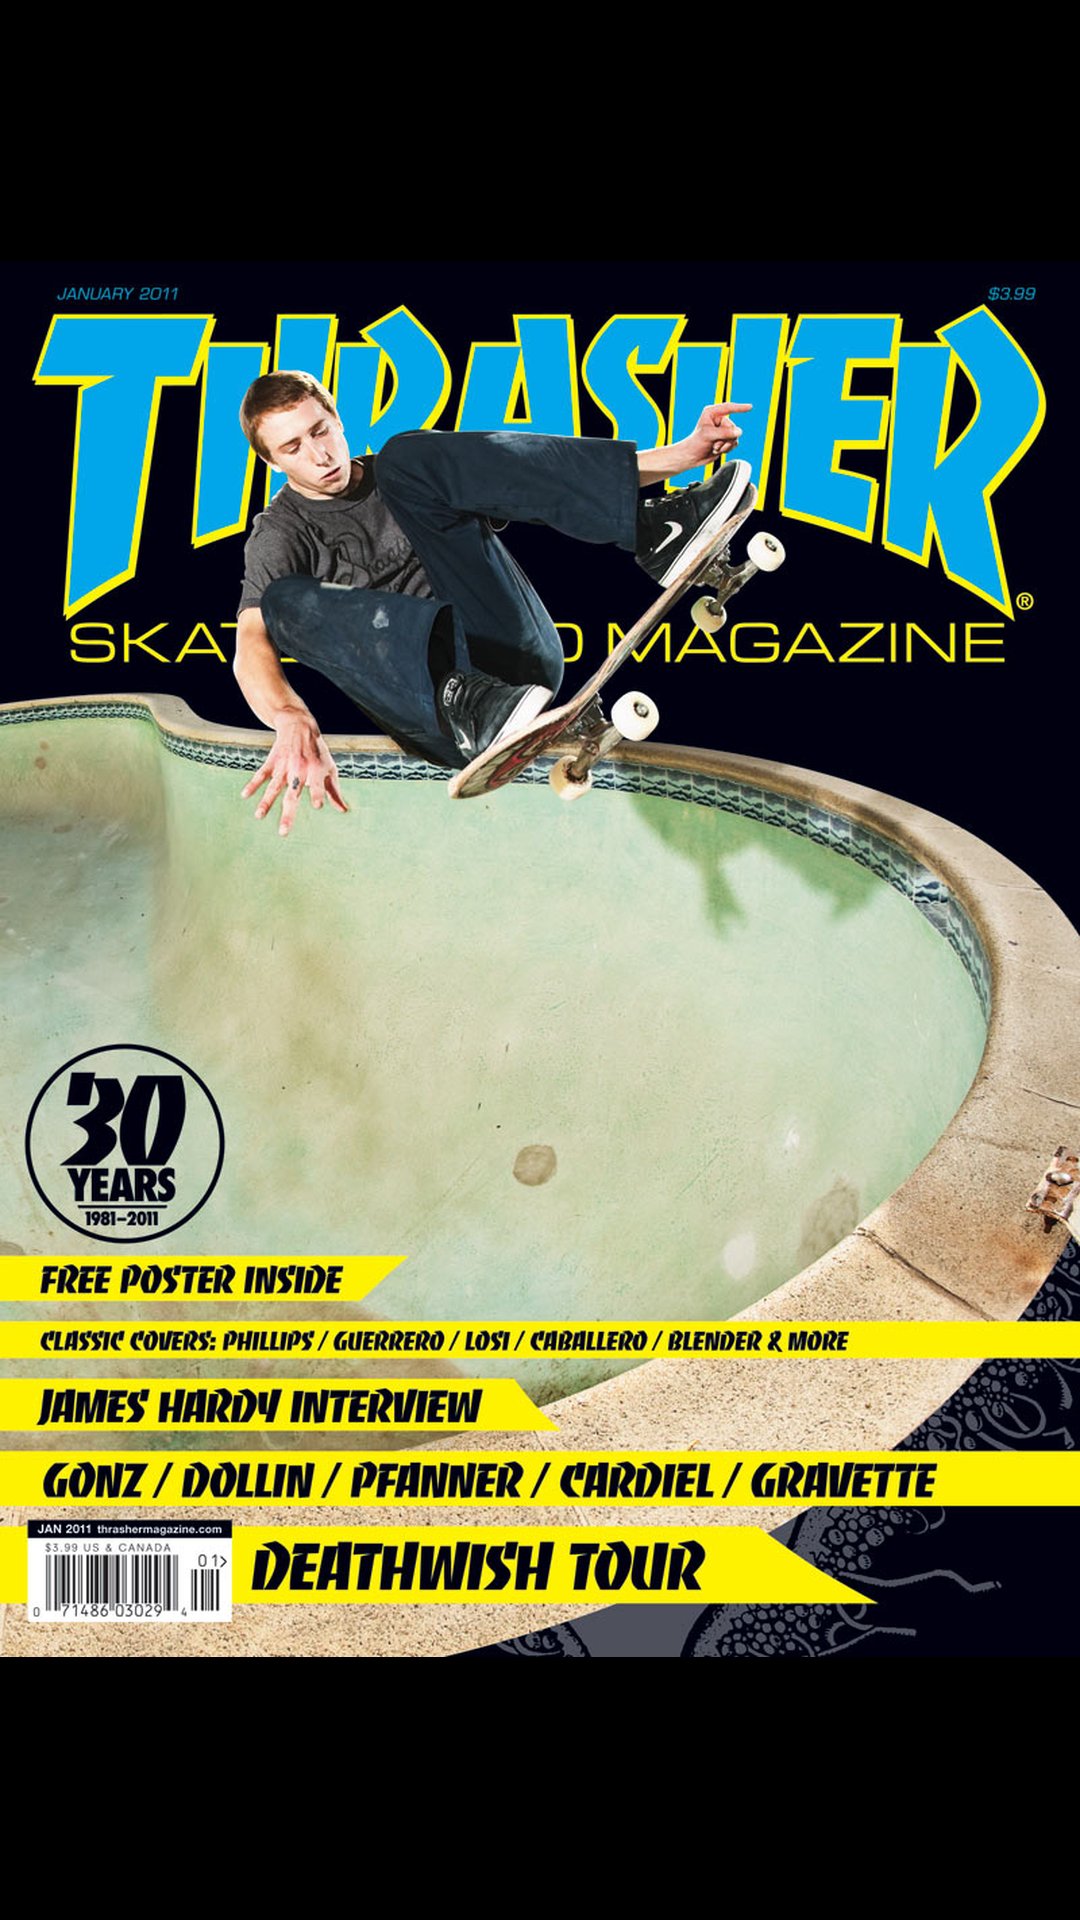 JANUARY 2011
$3.99
THRASHER
®
SKATEBOARD MAGAZINE
30
YEARS
1981–2011
FREE POSTER INSIDE
CLASSIC COVERS: PHILLIPS / GUERRERO / LOSI / CABALLERO / BLENDER & MORE
JAMES HARDY INTERVIEW
GONZ / DOLLIN / PFANNER / CARDIEL / GRAVETTE
DEATHWISH TOUR
JAN 2011 thrashermagazine.com
$3.99 US & CANADA
01>
0 71486 03029 4